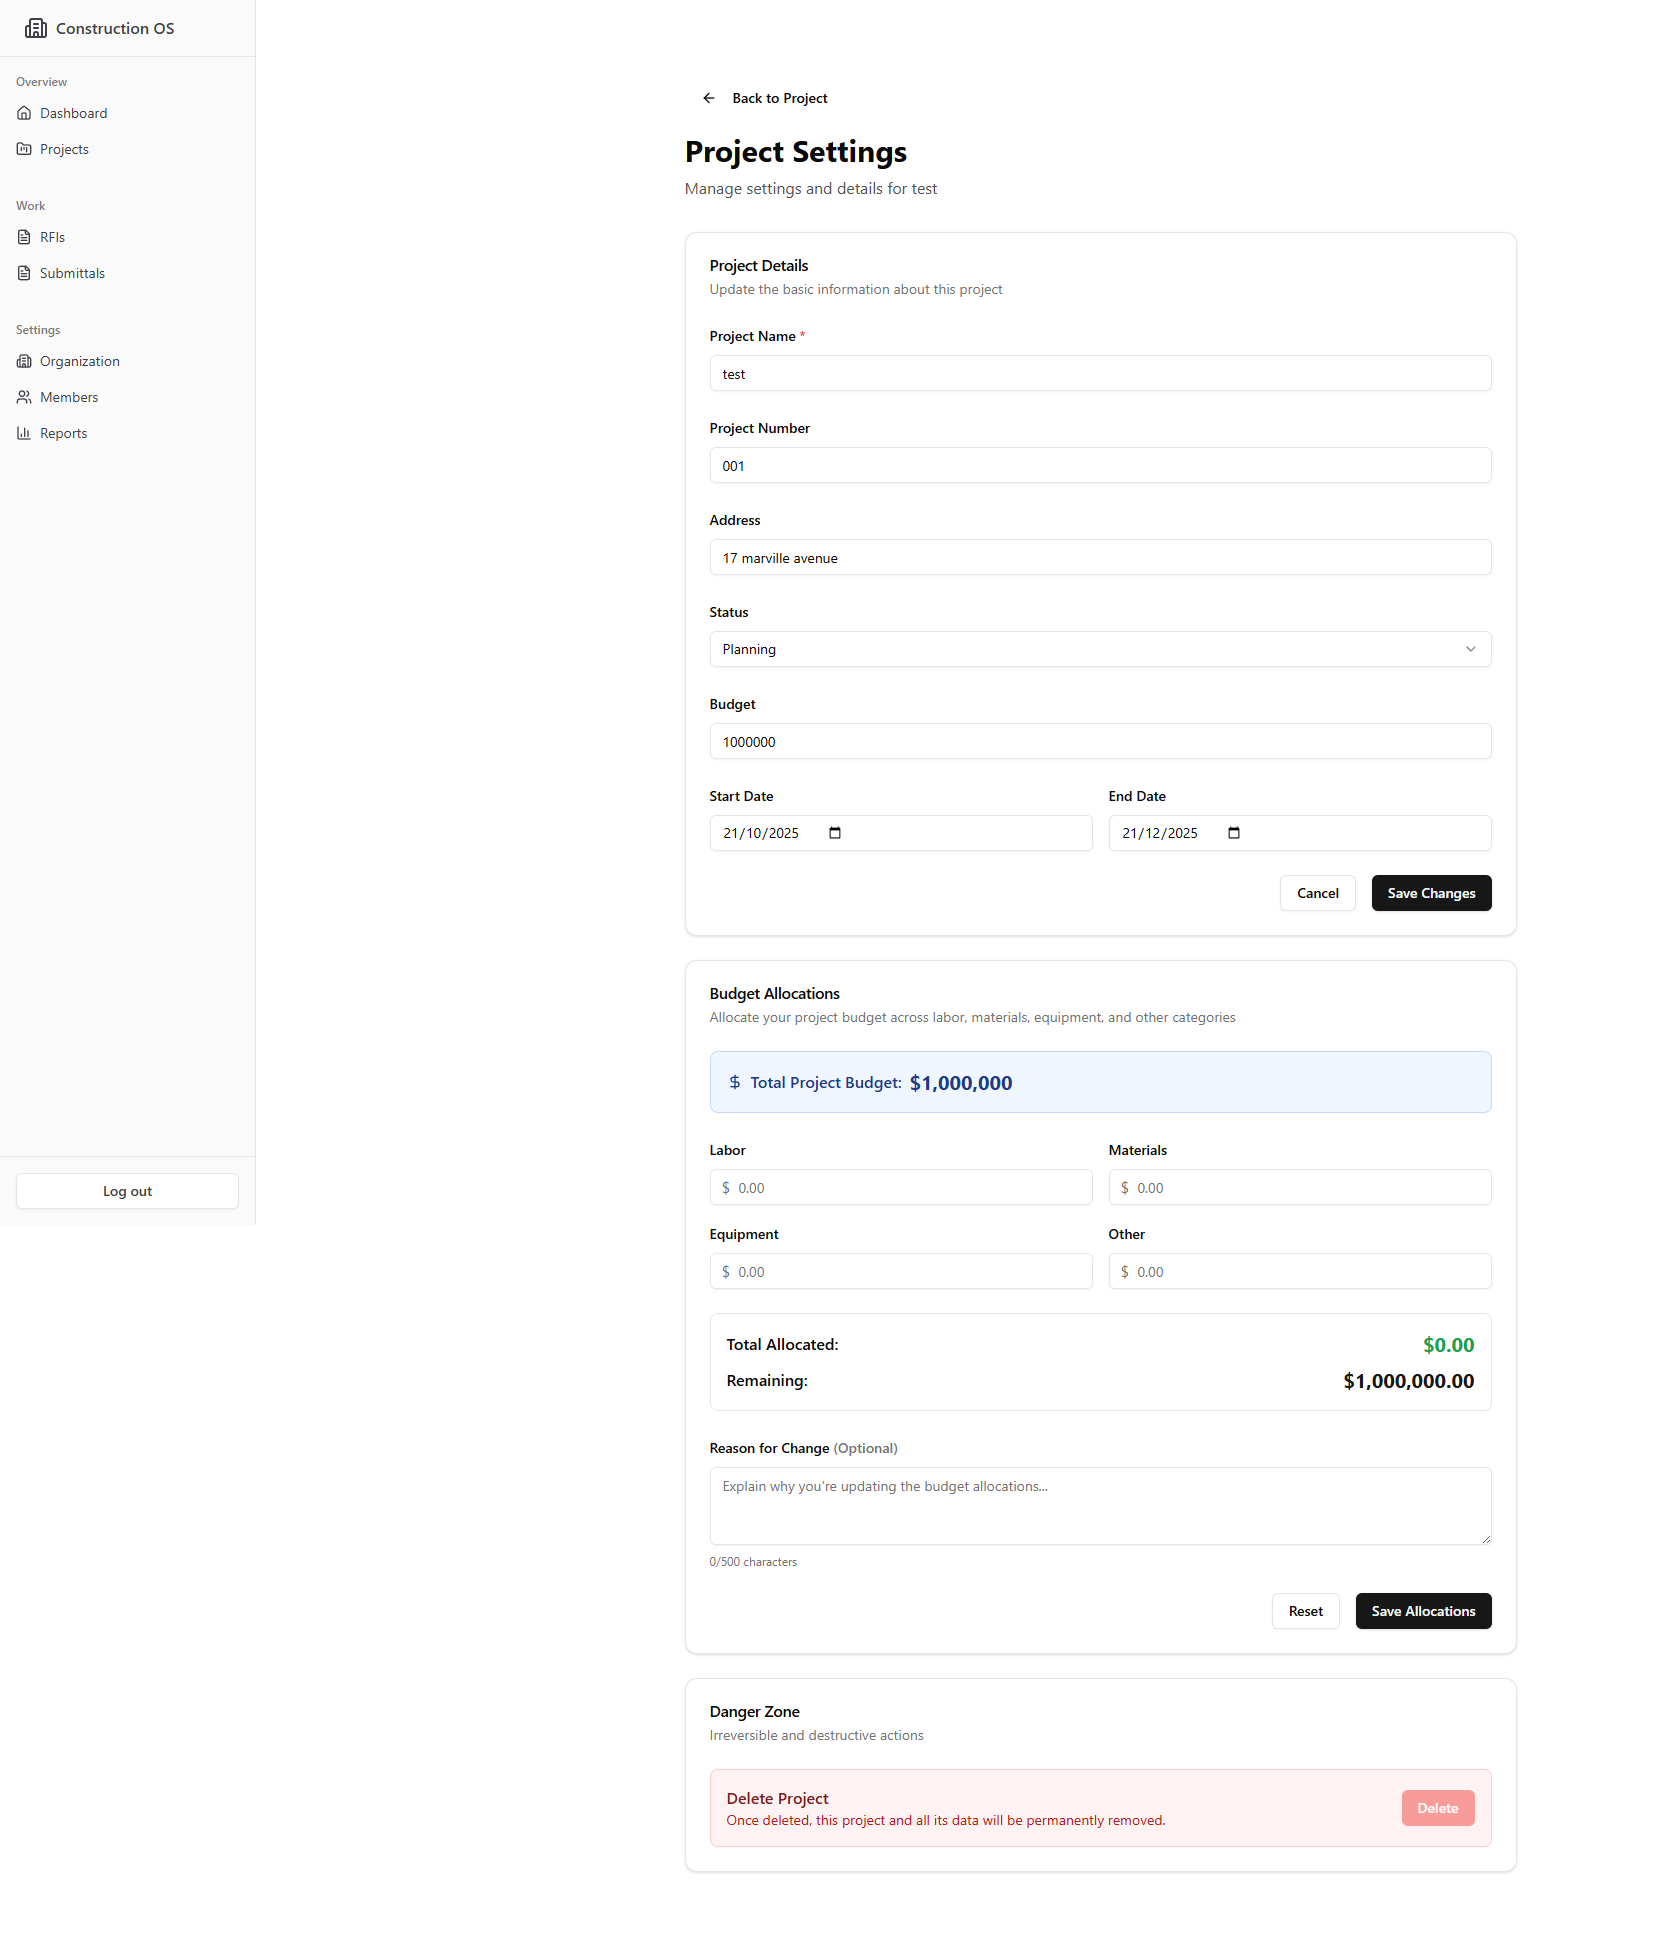 Construction OS
Overview
Dashboard
Projects
Work
RFIs
Submittals
Settings
Organization
Members
Reports
Log out
Back to Project
Project Settings
Manage settings and details for test
Project Details
Update the basic information about this project
Project Name *
test
Project Number
001
Address
17 marville avenue
Status
Planning
Budget
1000000
Start Date
21/10/2025
End Date
21/12/2025
Cancel
Save Changes
Budget Allocations
Allocate your project budget across labor, materials, equipment, and other categories
$ Total Project Budget: $1,000,000
Labor
$ 0.00
Materials
$ 0.00
Equipment
$ 0.00
Other
$ 0.00
Total Allocated: $0.00
Remaining: $1,000,000.00
Reason for Change (Optional)
Explain why you're updating the budget allocations...
0/500 characters
Reset
Save Allocations
Danger Zone
Irreversible and destructive actions
Delete Project
Once deleted, this project and all its data will be permanently removed.
Delete